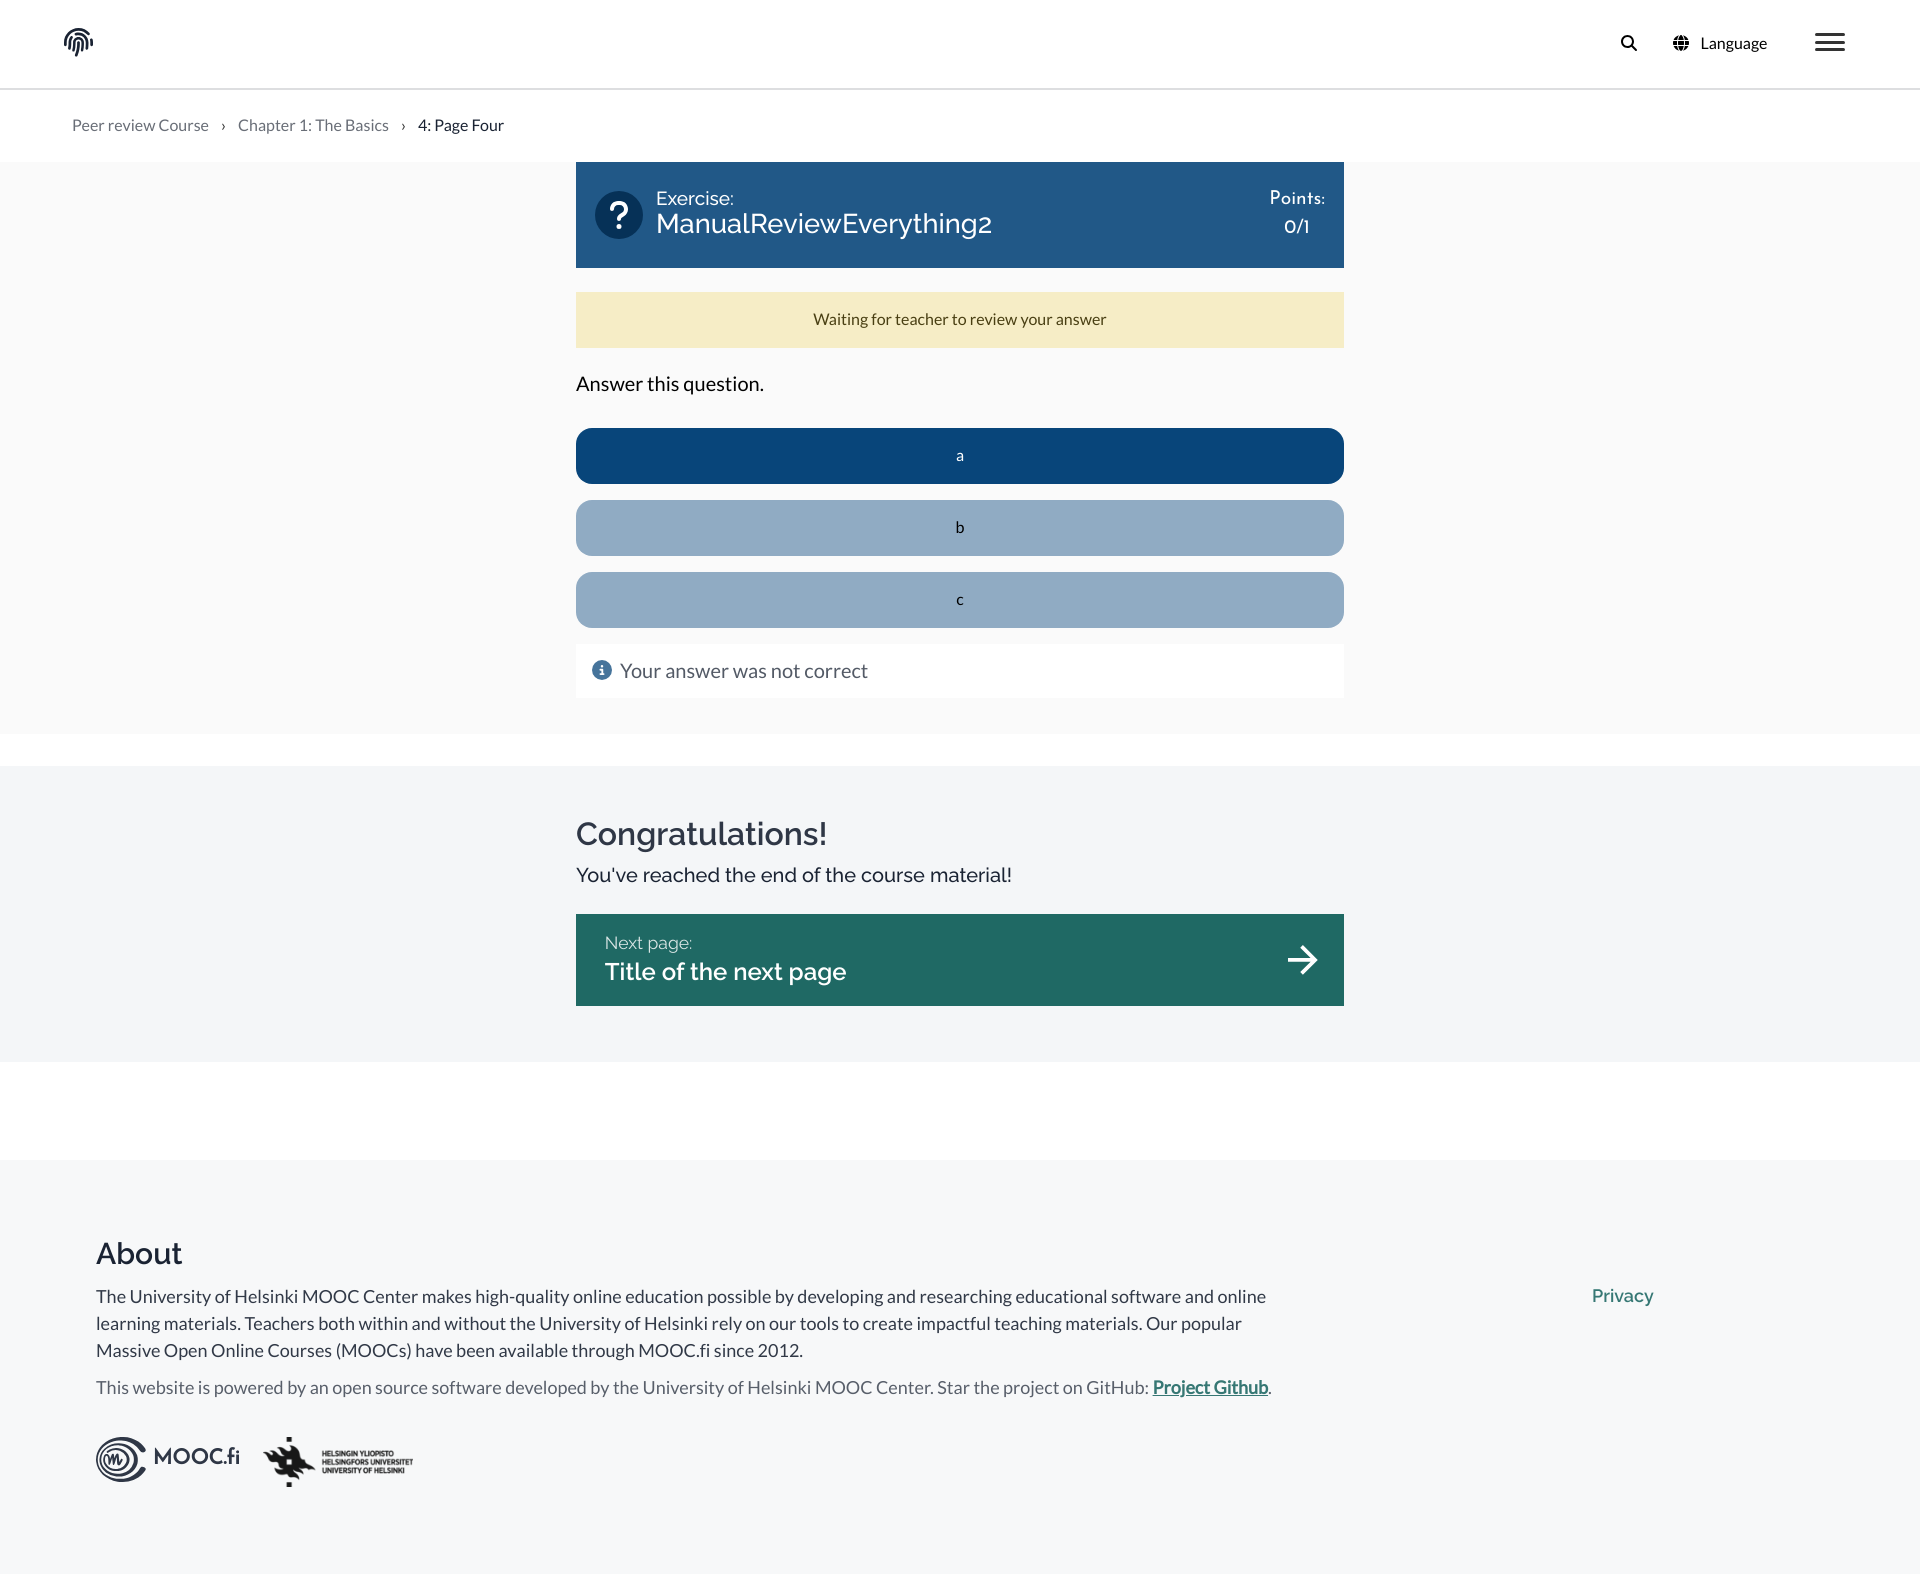 Language
Peer review Course › Chapter 1: The Basics › 4: Page Four
Exercise:
ManualReviewEverything2
Points:
0/1
Waiting for teacher to review your answer
Answer this question.
a
b
c
Your answer was not correct
Congratulations!
You've reached the end of the course material!
Next page:
Title of the next page
About
The University of Helsinki MOOC Center makes high-quality online education possible by developing and researching educational software and online
learning materials. Teachers both within and without the University of Helsinki rely on our tools to create impactful teaching materials. Our popular
Massive Open Online Courses (MOOCs) have been available through MOOC.fi since 2012.
Privacy
This website is powered by an open source software developed by the University of Helsinki MOOC Center. Star the project on GitHub: Project Github.
MOOC.fi
HELSINGIN YLIOPISTO
HELSINGFORS UNIVERSITET
UNIVERSITY OF HELSINKI